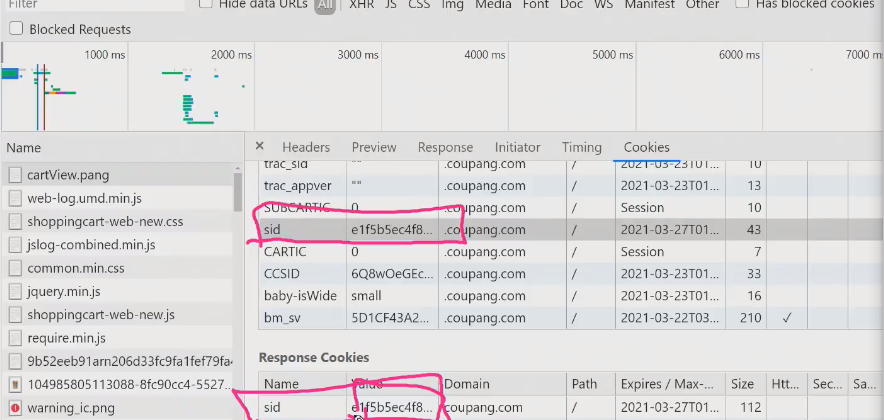 Filter Hide data URLs All XHR JS CSS Img Media Font Doc WS Manifest Other Has blocked cookies
Blocked Requests
1000 ms 2000 ms 3000 ms 4000 ms 5000 ms 6000 ms 7000 m
Name
cartView.pang
web-log.umd.min.js
shoppingcart-web-new.css
jslog-combined.min.js
common.min.css
jquery.min.js
shoppingcart-web-new.js
require.min.js
9b52eeb91arn206d33fc9fa1fef79fa4
104985805113088-8fc90cc4-5527...
warning_ic.png
× Headers Preview Response Initiator Timing Cookies
trac_sid "" .coupang.com / 2021-03-23T01... 10
trac_appver "" .coupang.com / 2021-03-23T01... 13
SUBCARTIC 0 .coupang.com / Session 10
sid e1f5b5ec4f8... .coupang.com / 2021-03-27T01... 43
CARTIC 0 .coupang.com / Session 7
CCSID 6Q8wOeGEc... .coupang.com / 2021-03-23T01... 33
baby-isWide small .coupang.com / 2021-03-23T01... 16
bm_sv 5D1CF43A2... .coupang.com / 2021-03-22T03... 210 ✓
Response Cookies
Name Value Domain Path Expires / Max-... Size Htt... Sec... Sa...
sid e1f5b5ec4f8... coupang.com / 2021-03-27T01... 112